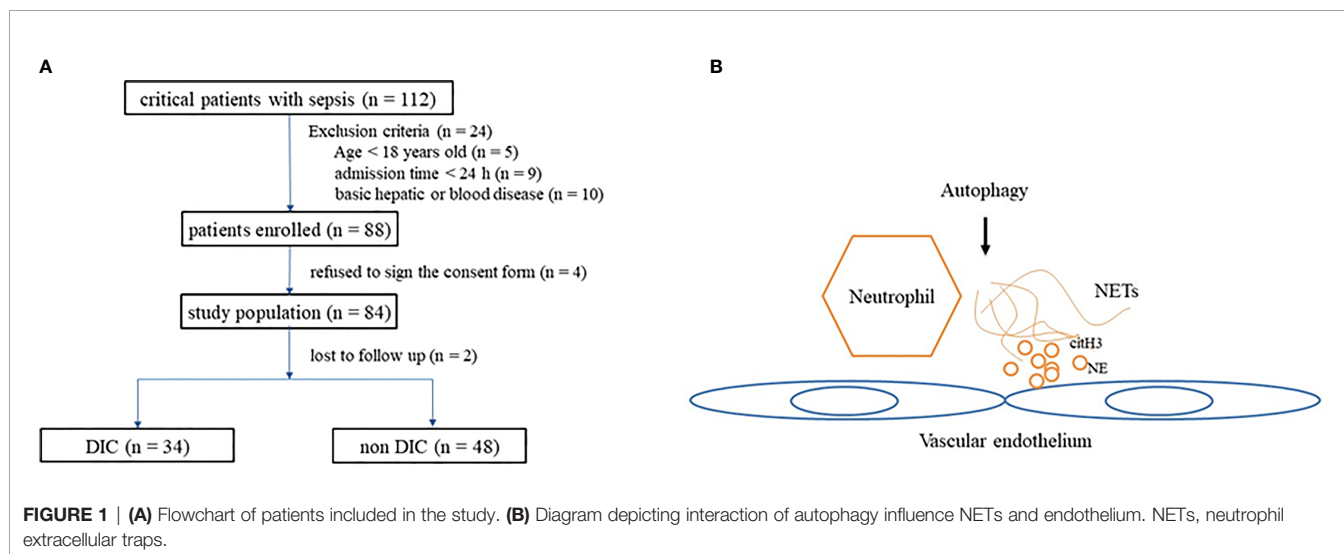 A
critical patients with sepsis (n = 112)
Exclusion criteria (n = 24)
Age < 18 years old (n = 5)
admission time < 24 h (n = 9)
basic hepatic or blood disease (n = 10)
patients enrolled (n = 88)
refused to sign the consent form (n = 4)
study population (n = 84)
lost to follow up (n = 2)
DIC (n = 34)
non DIC (n = 48)
B
Autophagy
Neutrophil
NETs
citH3
NE
Vascular endothelium
FIGURE 1 | (A) Flowchart of patients included in the study. (B) Diagram depicting interaction of autophagy influence NETs and endothelium. NETs, neutrophil
extracellular traps.